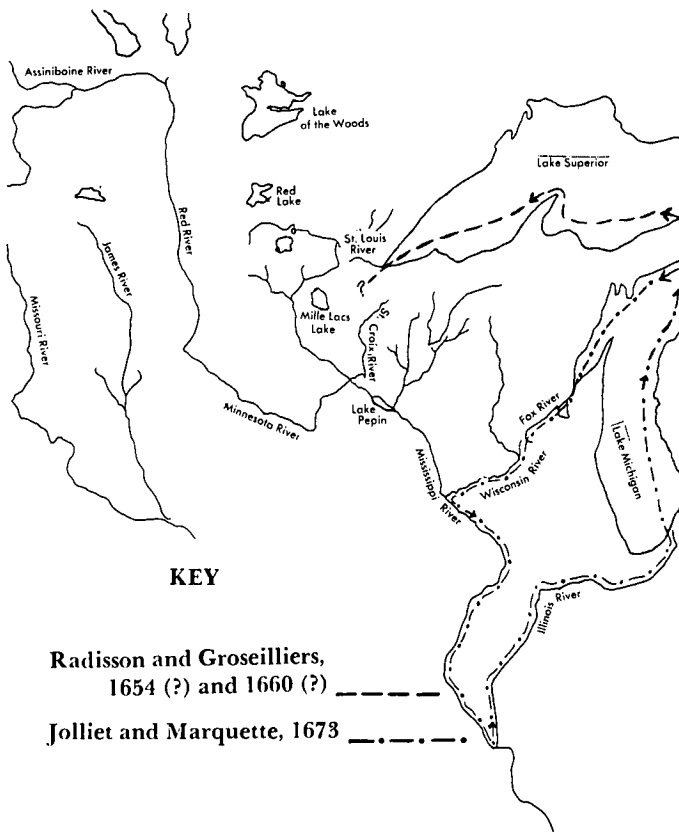 Assiniboine River
Lake
of the Woods
Lake Superior
Red
Lake
Red River
St. Louis
River
James River
?
Missouri River
Mille Lacs
Lake
St.
Croix River
Fox River
Lake
Pepin
Minnesota River
Lake Michigan
Mississippi River
Wisconsin River
KEY
Illinois River
Radisson and Groseilliers,
1654 (?) and 1660 (?)
Jolliet and Marquette, 1673